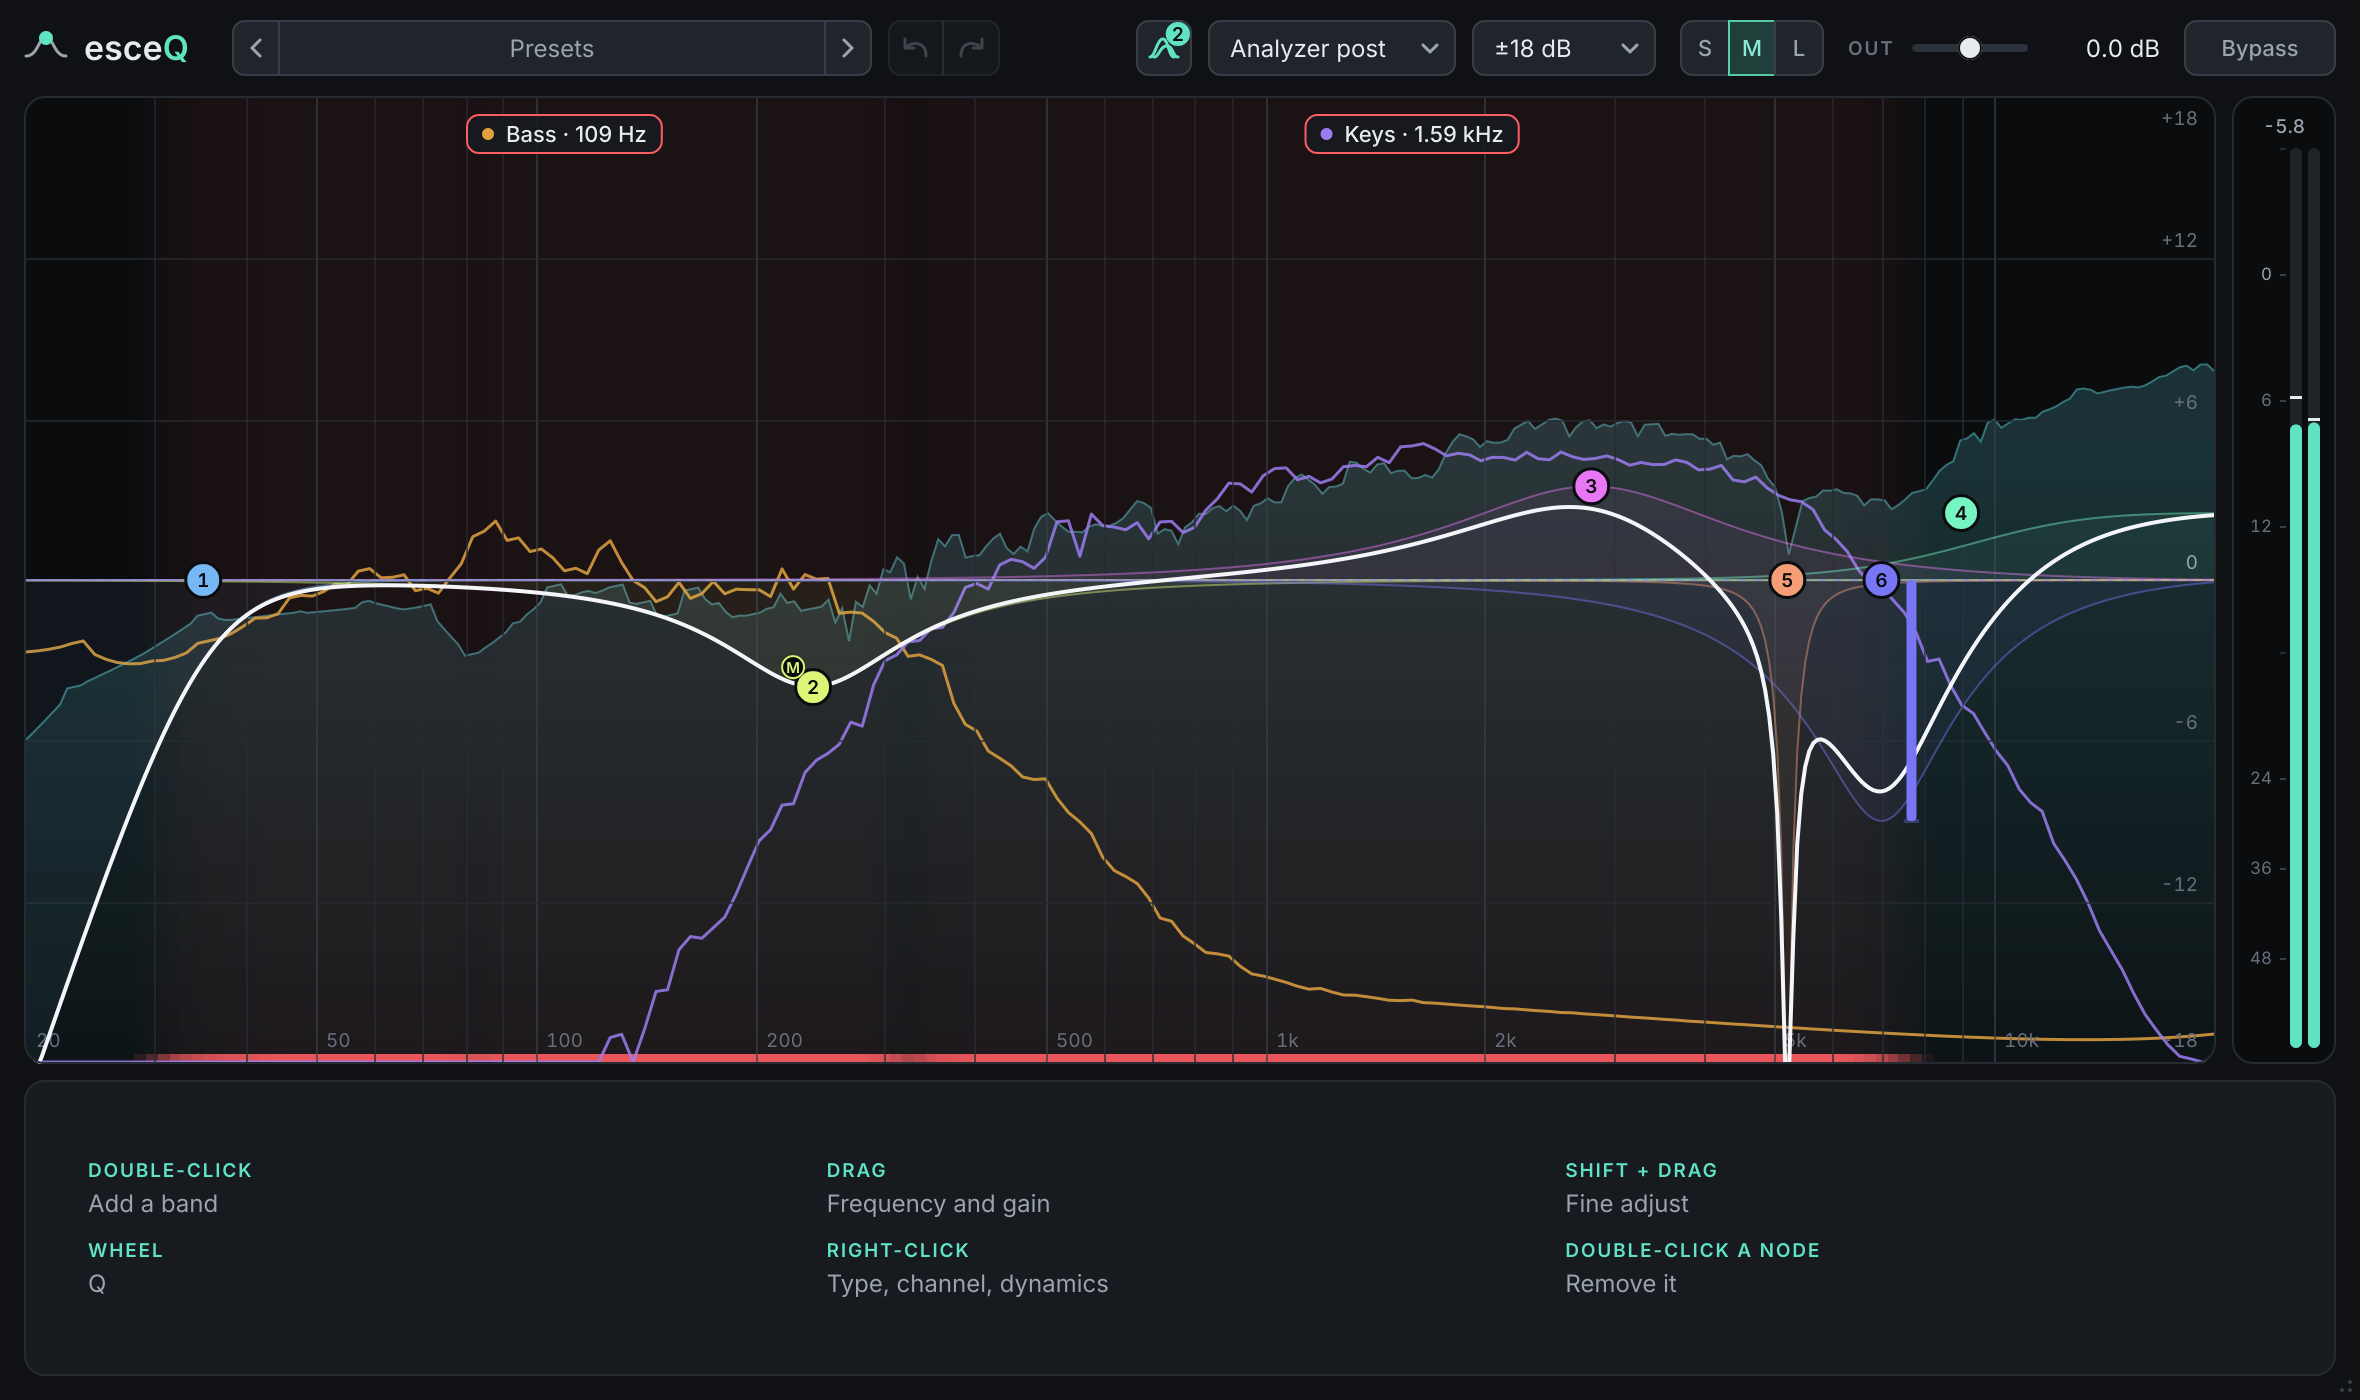 esceQ
Presets
2
Analyzer post
±18 dB
S M L
OUT
0.0 dB
Bypass
Bass · 109 Hz
Keys · 1.59 kHz
+18
+12
+6
0
-6
-12
18
1
M
2
3
4
5
6
20
50
100
200
500
1k
2k
5k
10k
-5.8
0
6
12
24
36
48
DOUBLE-CLICK
Add a band
DRAG
Frequency and gain
SHIFT + DRAG
Fine adjust
WHEEL
Q
RIGHT-CLICK
Type, channel, dynamics
DOUBLE-CLICK A NODE
Remove it